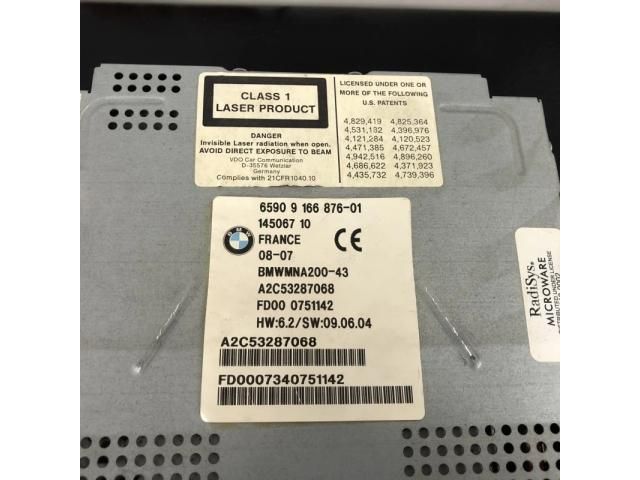 CLASS 1
LASER PRODUCT
DANGER
Invisible Laser radiation when open.
AVOID DIRECT EXPOSURE TO BEAM
VDO Car Communication
D-35576 Wetzlar
Germany
Complies with 21CFR1040.10
LICENSED UNDER ONE OR
MORE OF THE FOLLOWING
U.S. PATENTS
4,829,419 4,825,364
4,531,182 4,396,976
4,121,284 4,120,523
4,471,385 4,672,457
4,942,516 4,896,260
4,686,622 4,371,923
4,435,732 4,739,396
6590 9 166 876-01
145067 10
BMW
FRANCE
CE
08-07
BMWMNA200-43
A2C53287068
FD00 0751142
HW:6.2/SW:09.06.04
A2C53287068
FD0007340751142
RadiSys.
MICROWARE
DISTRIBUTED UNDER LICENSE